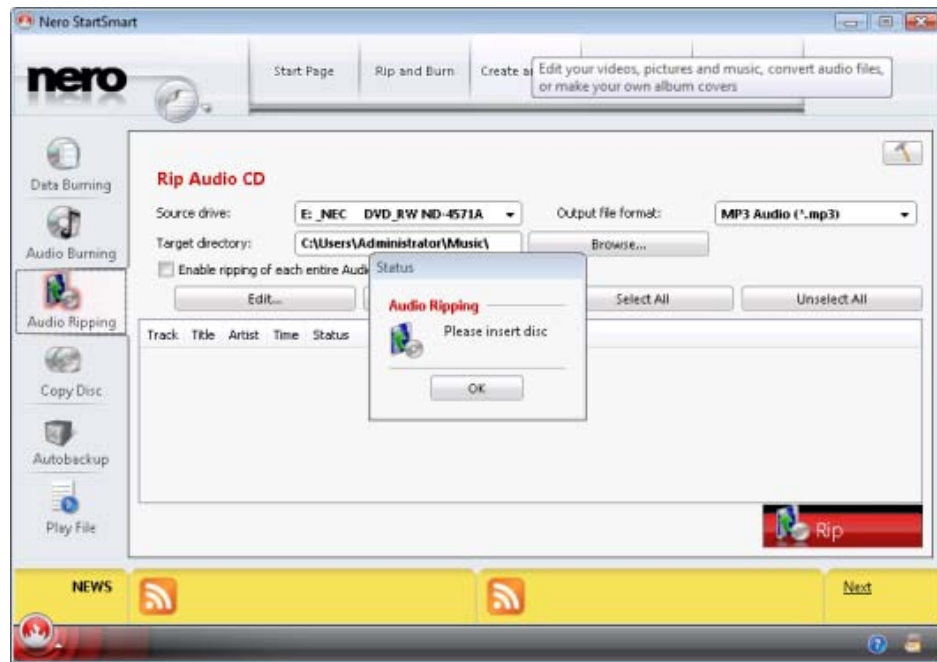 Nero StartSmart
nero
Start Page
Rip and Burn
Create a
Edit your videos, pictures and music, convert audio files,
or make your own album covers
Data Burning
Audio Burning
Audio Ripping
Copy Disc
Autobackup
Play File
Rip Audio CD
Source drive:
E: _NEC DVD_RW ND-4571A
Output file format:
MP3 Audio (*.mp3)
Target directory:
C:\Users\Administrator\Music\
Browse...
Enable ripping of each entire Audi
Edit...
Select All
Unselect All
Track Title Artist Time Status
Status
Audio Ripping
Please insert disc
OK
Rip
NEWS
Next